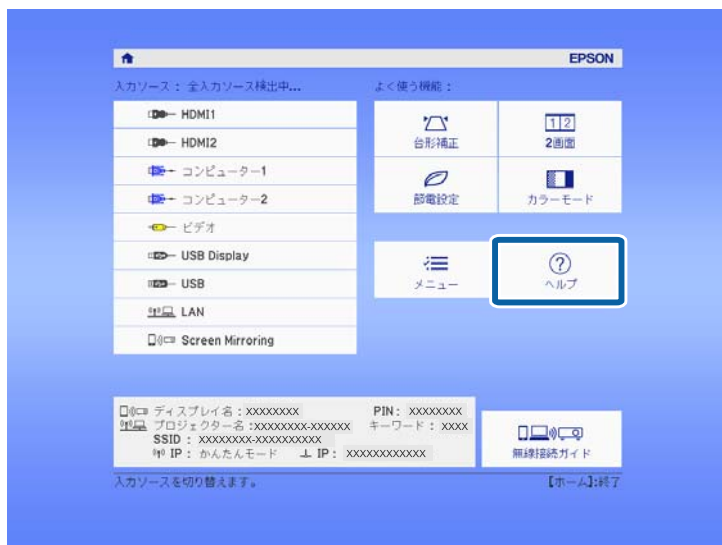 EPSON
入力ソース： 全入力ソース検出中...
よく使う機能：
HDMI1
HDMI2
コンピューター1
コンピューター2
ビデオ
USB Display
USB
LAN
Screen Mirroring
台形補正
1 2
2画面
節電設定
カラーモード
メニュー
?
ヘルプ
ディスプレイ名：XXXXXXXX
PIN： XXXXXXXX
プロジェクター名：XXXXXXXX-XXXXXX
キーワード： XXXX
SSID： XXXXXXXX-XXXXXXXXXX
IP： かんたんモード
IP： XXXXXXXXXXXX
無線接続ガイド
入力ソースを切り替えます。
【ホーム】:終了